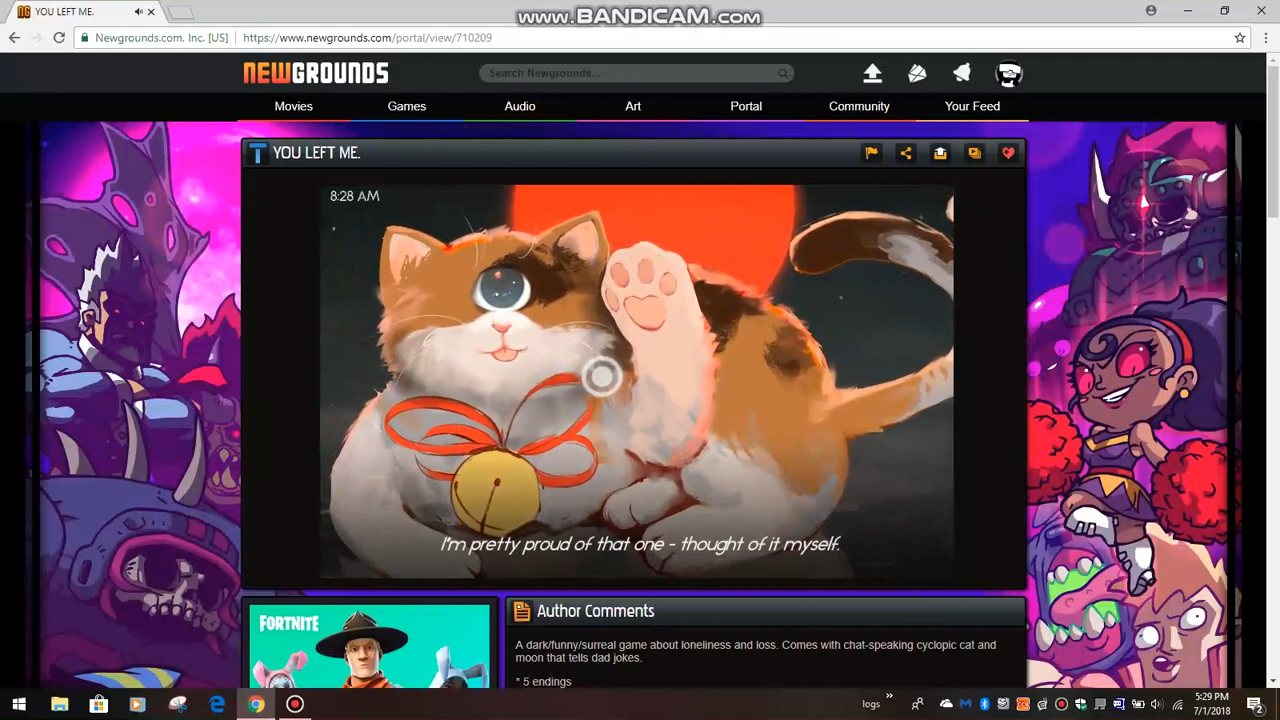 www.BANDICAM.com
YOU LEFT ME.
Newgrounds.com. Inc. [US]
https://www.newgrounds.com/portal/view/710209
NEWGROUNDS
Search Newgrounds...
Movies
Games
Audio
Art
Portal
Community
Your Feed
T YOU LEFT ME.
8:28 AM
I'm pretty proud of that one - thought of it myself.
FORTNITE
Author Comments
A dark/funny/surreal game about loneliness and loss. Comes with chat-speaking cyclopic cat and
moon that tells dad jokes.
* 5 endings
logs
5:29 PM
7/1/2018
2